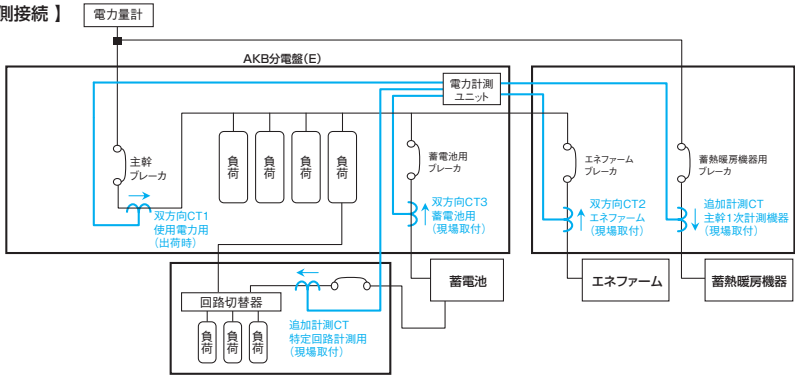 側接続 】
電力量計
AKB分電盤(E)
電力計測
ユニット
主幹
ブレーカ
負荷
負荷
負荷
負荷
蓄電池用
ブレーカ
エネファーム
ブレーカ
蓄熱暖房機器用
ブレーカ
双方向CT1
使用電力用
(出荷時)
双方向CT3
蓄電池用
(現場取付)
双方向CT2
エネファーム
(現場取付)
追加計測CT
主幹1次計測機器
(現場取付)
蓄電池
エネファーム
蓄熱暖房機器
回路切替器
負荷
負荷
負荷
追加計測CT
特定回路計測用
(現場取付)